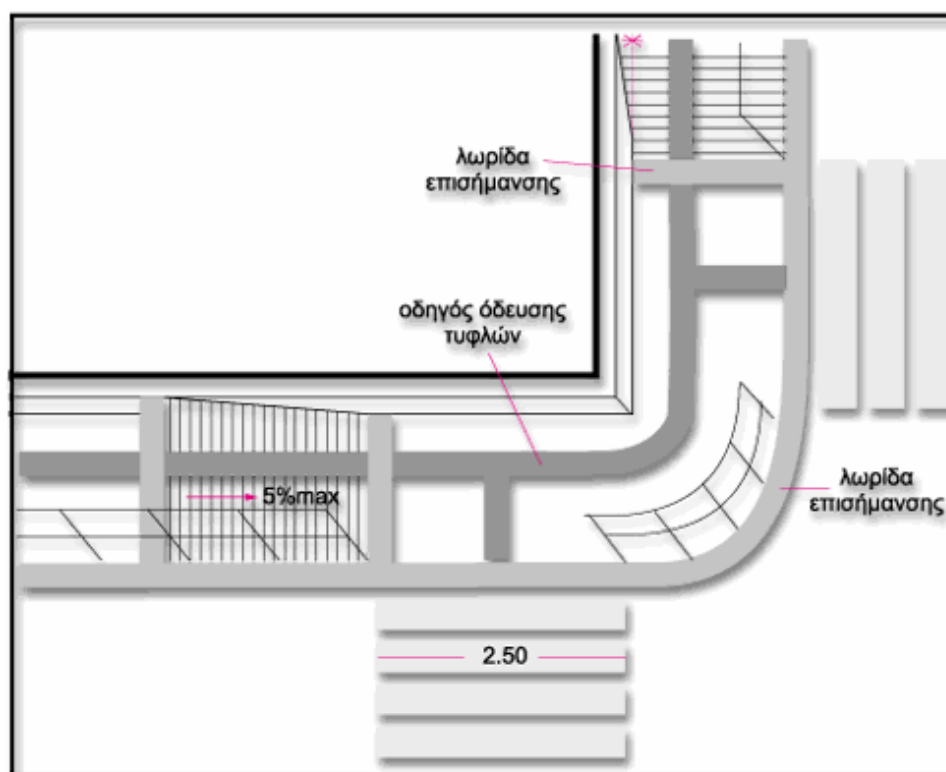 λωρίδα
επισήμανσης
οδηγός όδευσης
τυφλών
5%max
λωρίδα
επισήμανσης
2.50